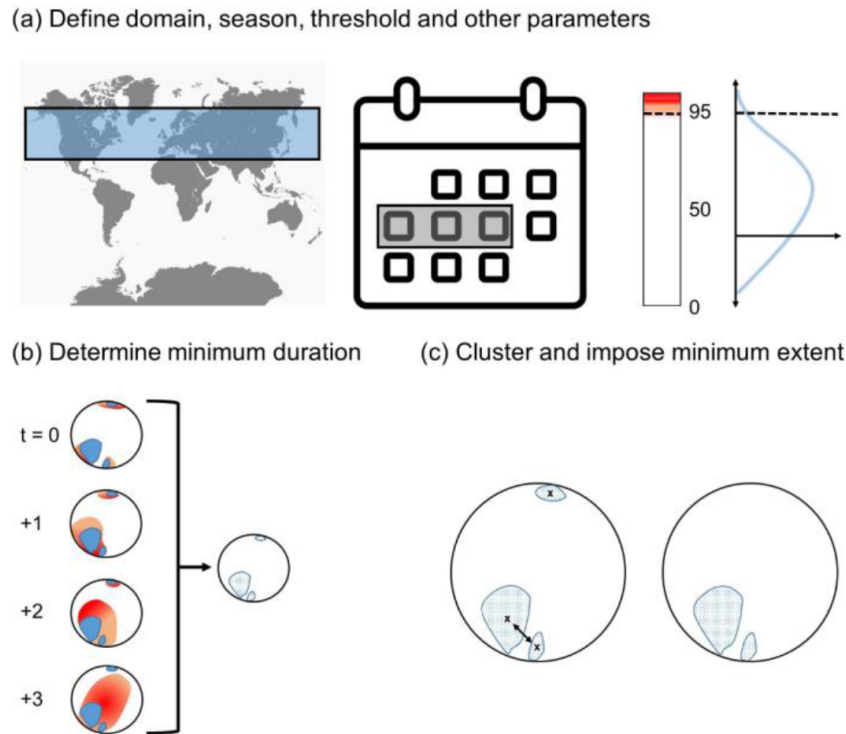 (a) Define domain, season, threshold and other parameters
95
50
0
(b) Determine minimum duration
(c) Cluster and impose minimum extent
t = 0
+1
+2
+3
x
x
x